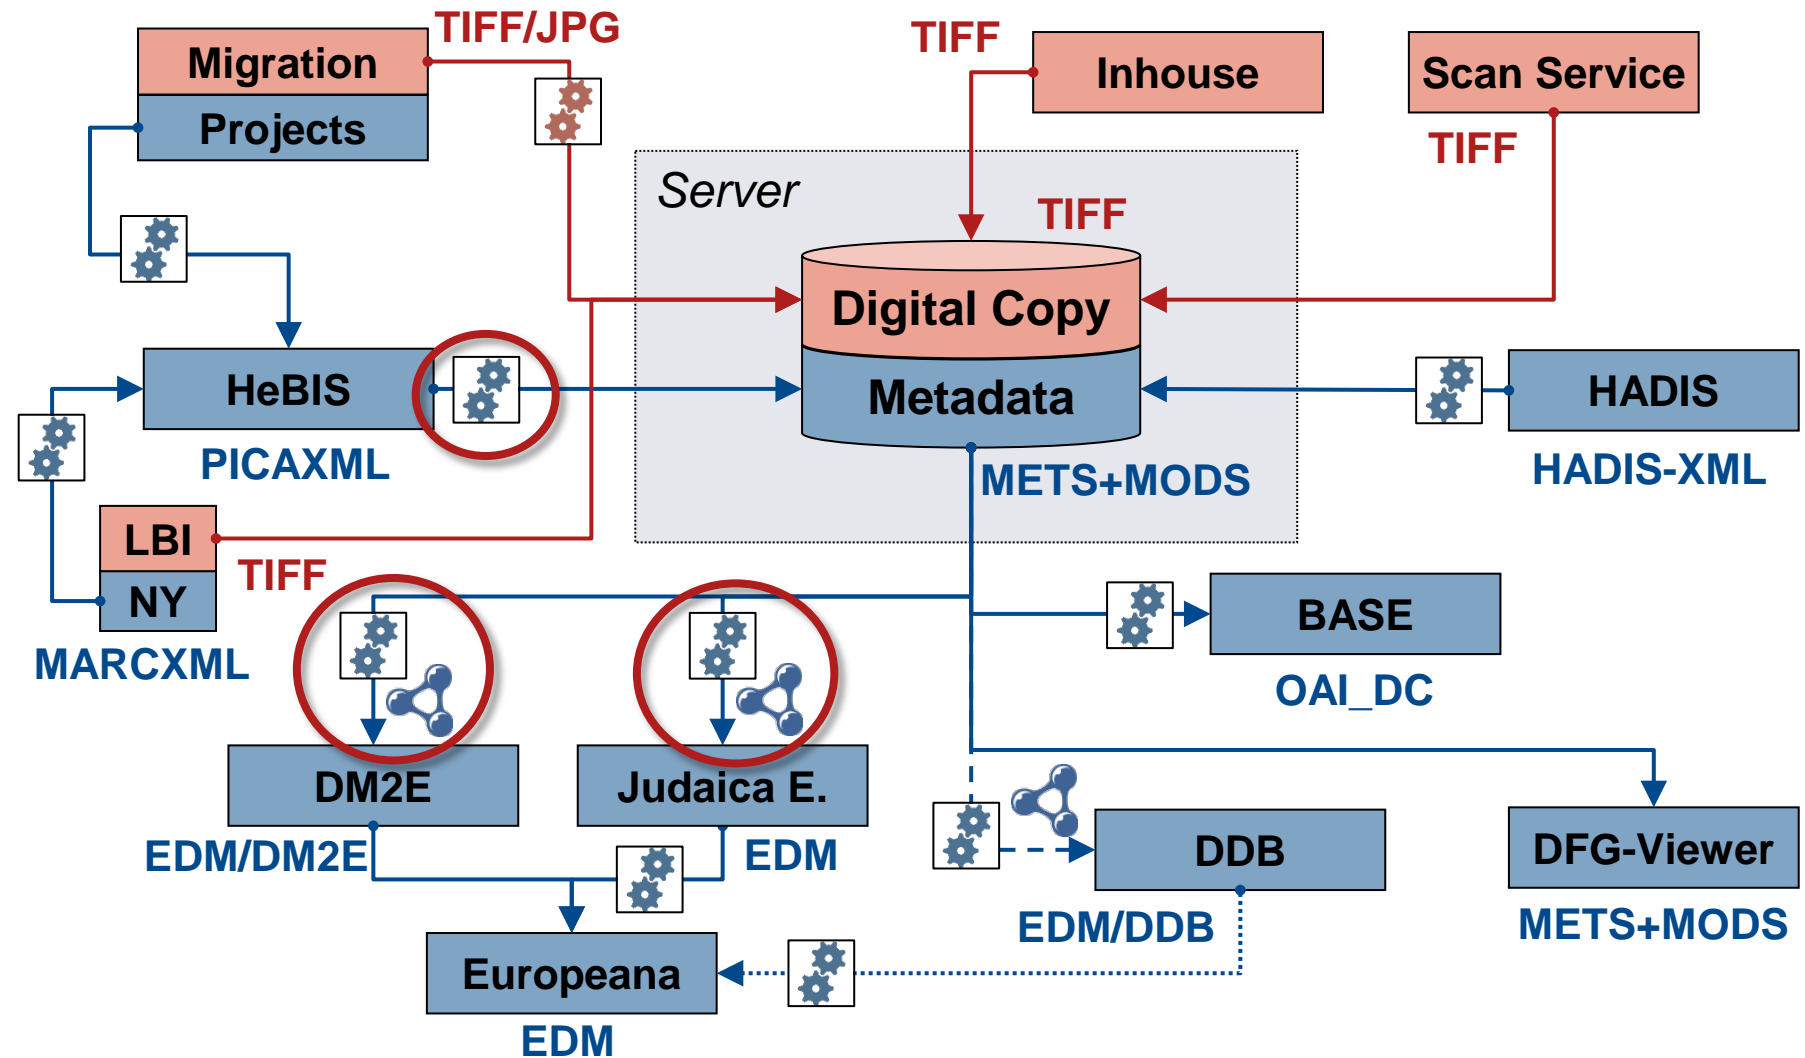 TIFF/JPG
TIFF
Migration
Inhouse
Scan Service
Projects
TIFF
Server
TIFF
Digital Copy
HeBIS
Metadata
HADIS
PICAXML
METS+MODS
HADIS-XML
LBI
TIFF
NY
BASE
MARCXML
OAI_DC
DM2E
Judaica E.
EDM/DM2E
EDM
DDB
DFG-Viewer
EDM/DDB
METS+MODS
Europeana
EDM